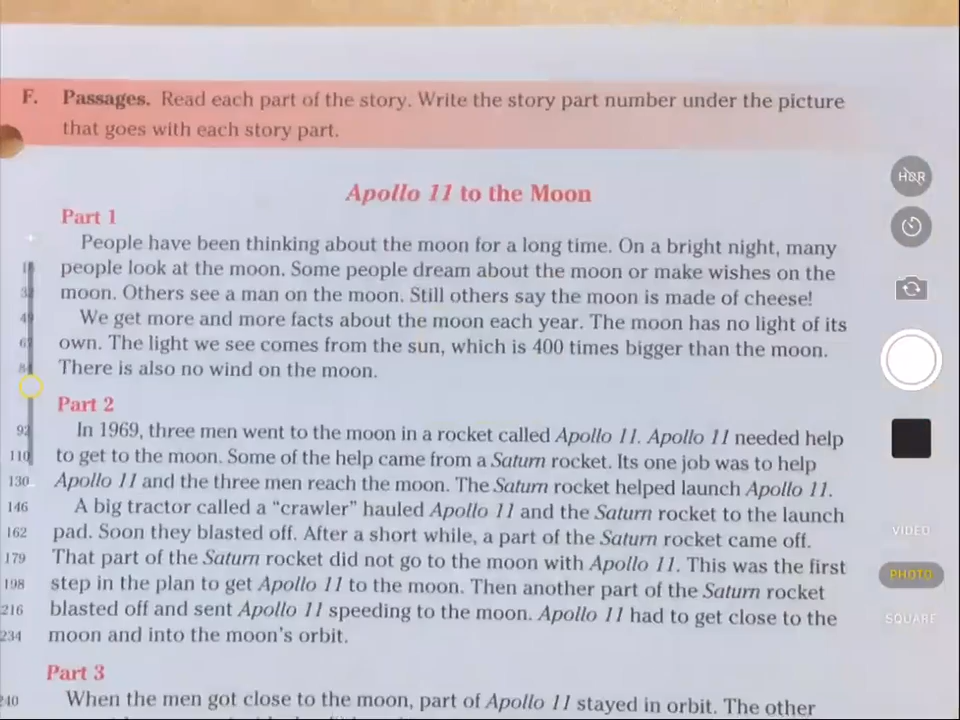 F. Passages. Read each part of the story. Write the story part number under the picture
that goes with each story part.
Apollo 11 to the Moon
Part 1
People have been thinking about the moon for a long time. On a bright night, many
people look at the moon. Some people dream about the moon or make wishes on the
moon. Others see a man on the moon. Still others say the moon is made of cheese!
49 We get more and more facts about the moon each year. The moon has no light of its
own. The light we see comes from the sun, which is 400 times bigger than the moon.
There is also no wind on the moon.
Part 2
92 In 1969, three men went to the moon in a rocket called Apollo 11. Apollo 11 needed help
110 to get to the moon. Some of the help came from a Saturn rocket. Its one job was to help
130 Apollo 11 and the three men reach the moon. The Saturn rocket helped launch Apollo 11.
146 A big tractor called a “crawler” hauled Apollo 11 and the Saturn rocket to the launch
162 pad. Soon they blasted off. After a short while, a part of the Saturn rocket came off.
179 That part of the Saturn rocket did not go to the moon with Apollo 11. This was the first
198 step in the plan to get Apollo 11 to the moon. Then another part of the Saturn rocket
216 blasted off and sent Apollo 11 speeding to the moon. Apollo 11 had to get close to the
234 moon and into the moon's orbit.
Part 3
240 When the men got close to the moon, part of Apollo 11 stayed in orbit. The other
HDR
VIDEO
PHOTO
SQUARE